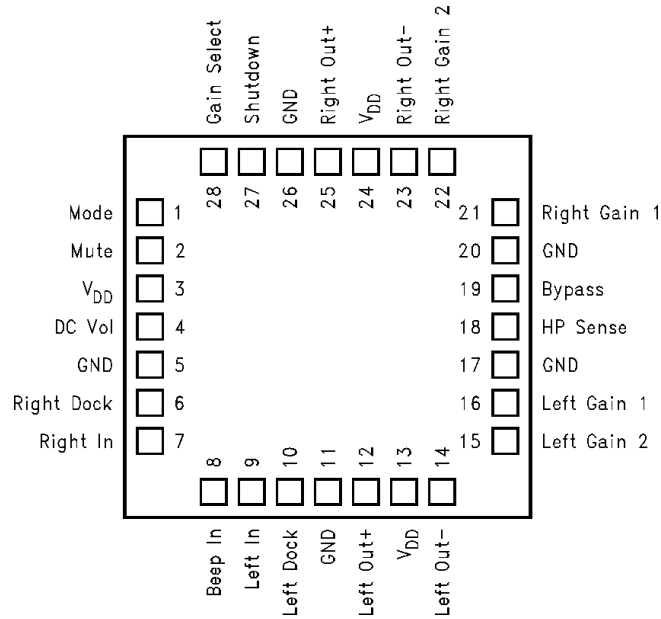 Gain Select
Shutdown
GND
Right Out+
VDD
Right Out-
Right Gain 2
28
27
26
25
24
23
22
Mode 1
Mute 2
VDD 3
DC Vol 4
GND 5
Right Dock 6
Right In 7
21 Right Gain 1
20 GND
19 Bypass
18 HP Sense
17 GND
16 Left Gain 1
15 Left Gain 2
8
9
10
11
12
13
14
Beep In
Left In
Left Dock
GND
Left Out+
VDD
Left Out-